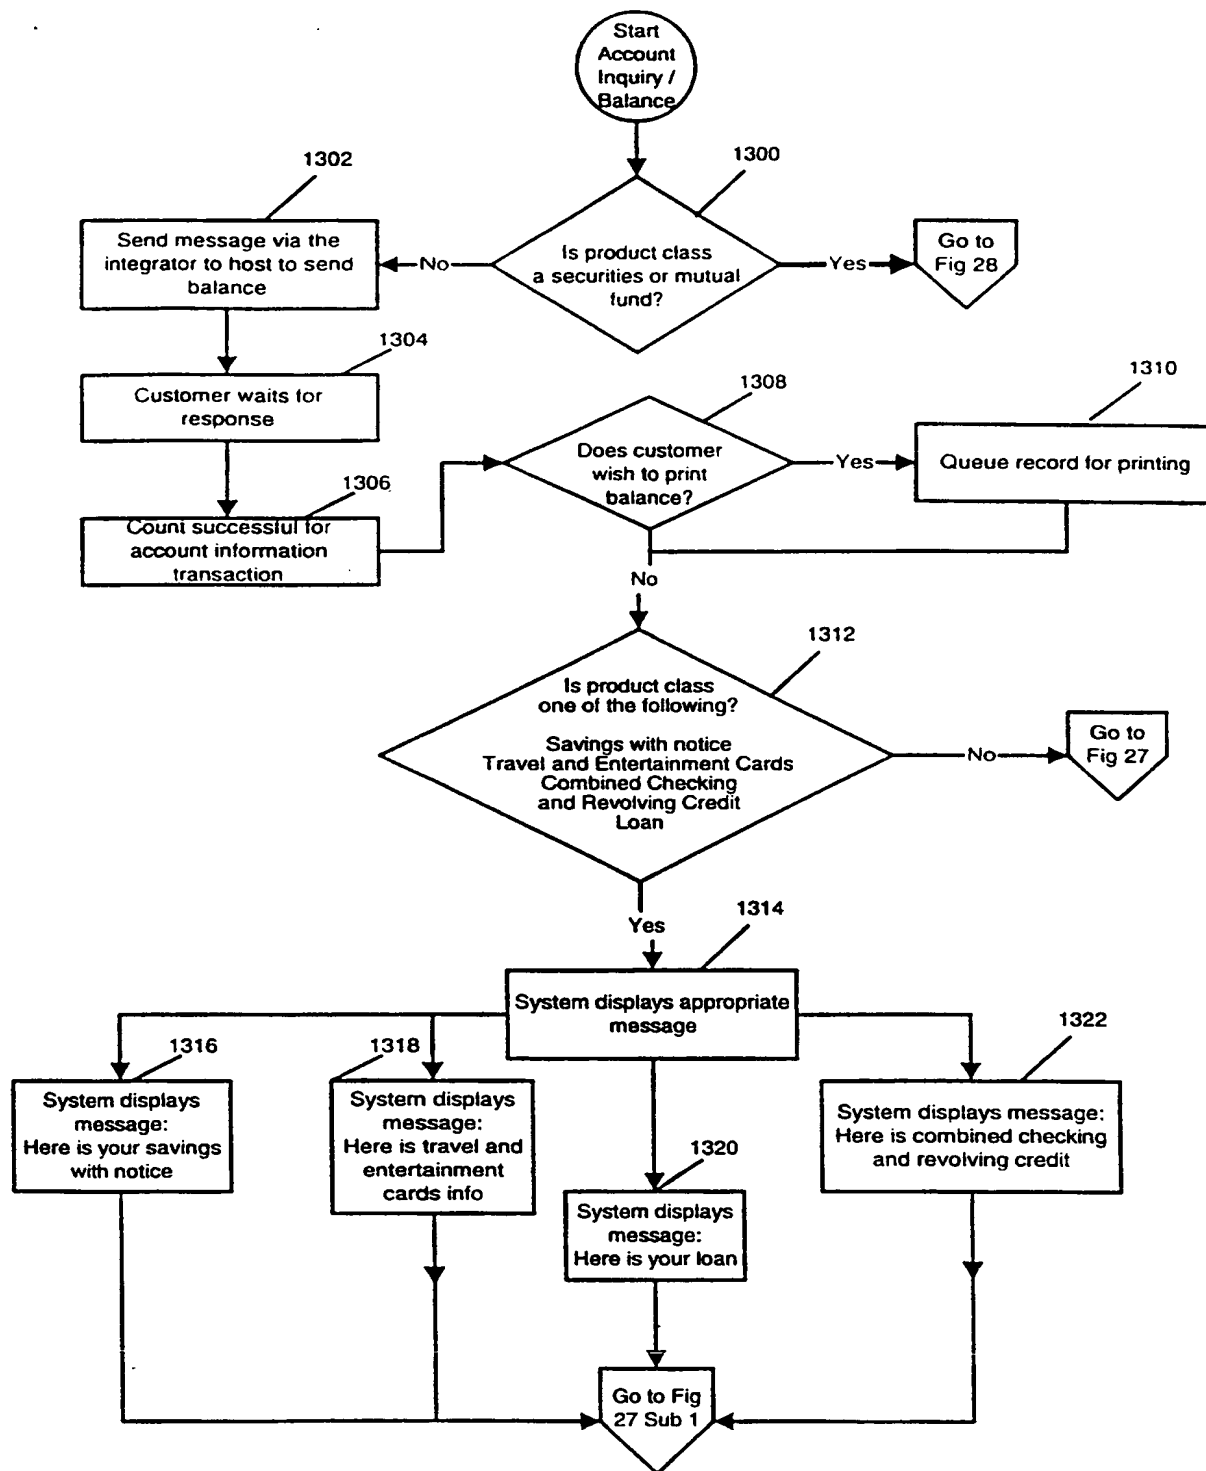 Start
Account
Inquiry /
Balance
1300
1302
Is product class
a securities or mutual
fund?
No
Yes
Go to
Fig 28
Send message via the
integrator to host to send
balance
1304
Customer waits for
response
1306
Count successful for
account information
transaction
1308
Does customer
wish to print
balance?
Yes
1310
Queue record for printing
No
1312
Is product class
one of the following?
Savings with notice
Travel and Entertainment Cards
Combined Checking
and Revolving Credit
Loan
No
Go to
Fig 27
Yes
1314
System displays appropriate
message
1316
System displays
message:
Here is your savings
with notice
1318
System displays
message:
Here is travel and
entertainment
cards info
1320
System displays
message:
Here is your loan
1322
System displays message:
Here is combined checking
and revolving credit
Go to Fig
27 Sub 1